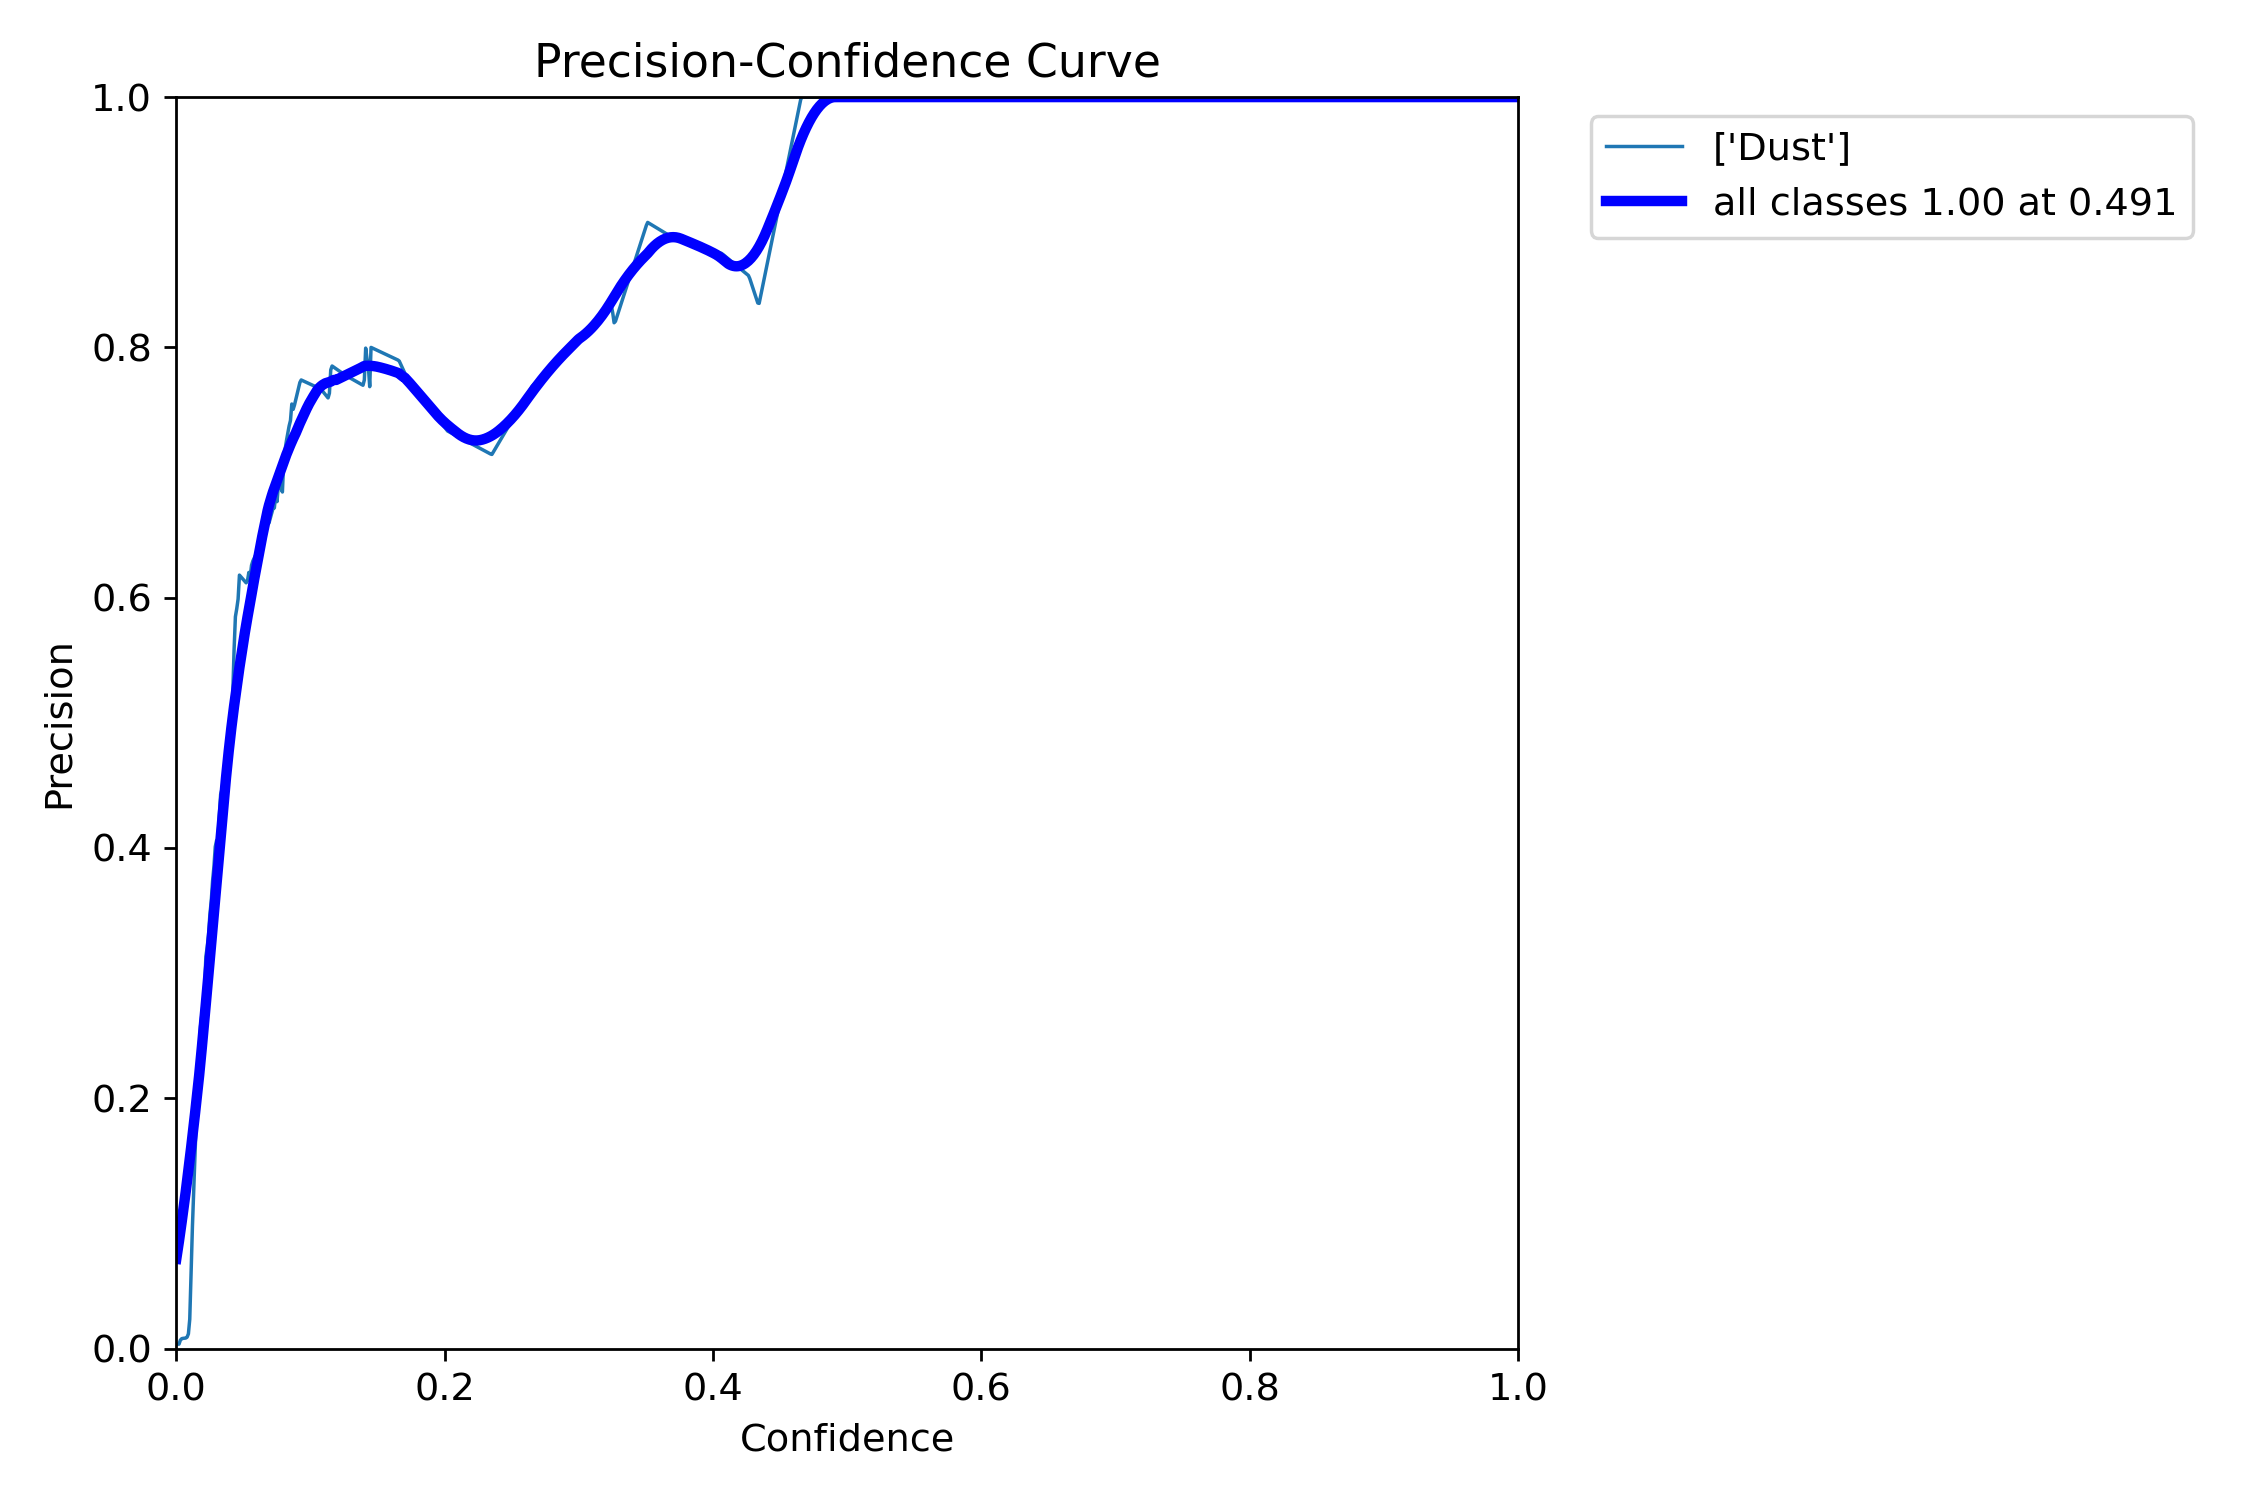 Precision-Confidence Curve
1.0
0.8
0.6
0.4
0.2
0.0
Precision
0.0 0.2 0.4 0.6 0.8 1.0
Confidence
['Dust']
all classes 1.00 at 0.491